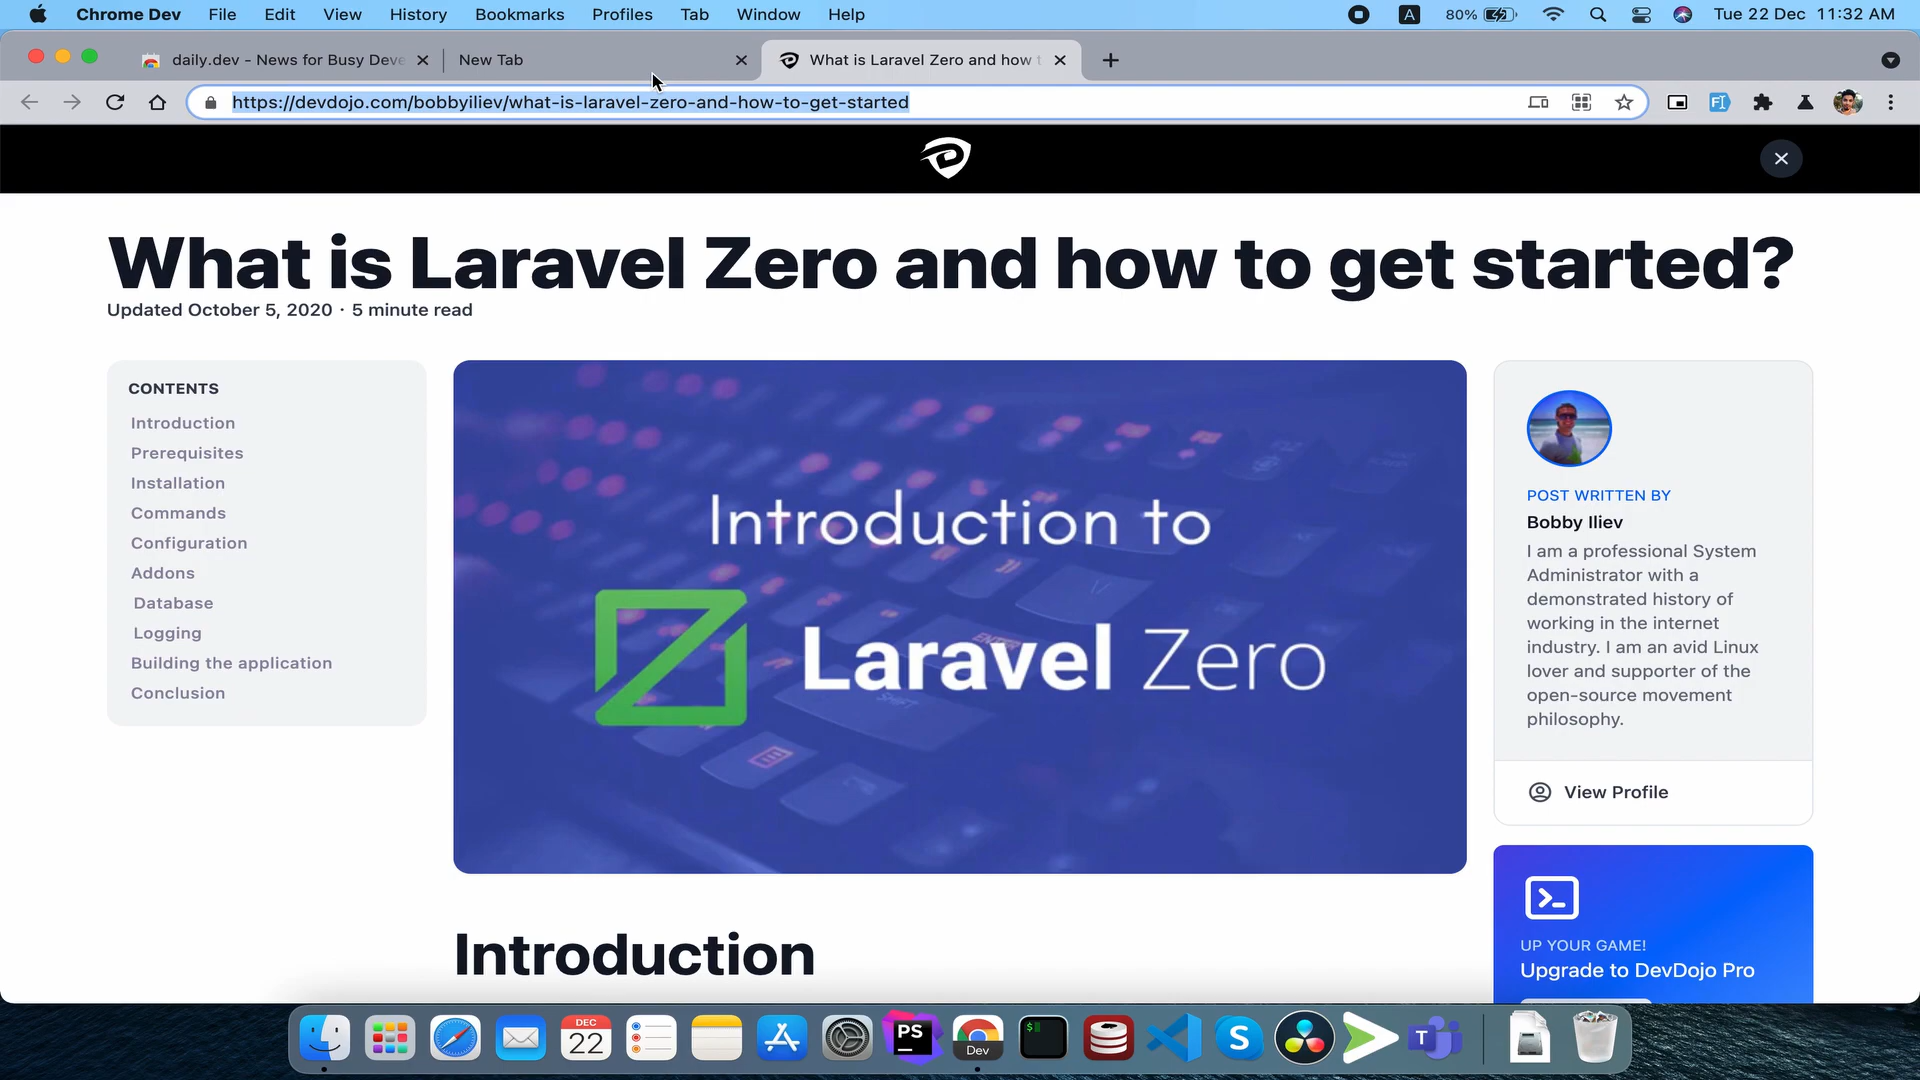 Chrome Dev File Edit View History Bookmarks Profiles Tab Window Help A 80% Tue 22 Dec 11:32 AM
daily.dev - News for Busy Deve New Tab What is Laravel Zero and how t
https://devdojo.com/bobbyiliev/what-is-laravel-zero-and-how-to-get-started
What is Laravel Zero and how to get started?
Updated October 5, 2020 · 5 minute read
CONTENTS
Introduction
Prerequisites
Installation
Commands
Configuration
Addons
Database
Logging
Building the application
Conclusion
Introduction to
Laravel Zero
Introduction
POST WRITTEN BY
Bobby Iliev
I am a professional System
Administrator with a
demonstrated history of
working in the internet
industry. I am an avid Linux
lover and supporter of the
open-source movement
philosophy.
View Profile
UP YOUR GAME!
Upgrade to DevDojo Pro
DEC
22
PS
Dev
$
S
T